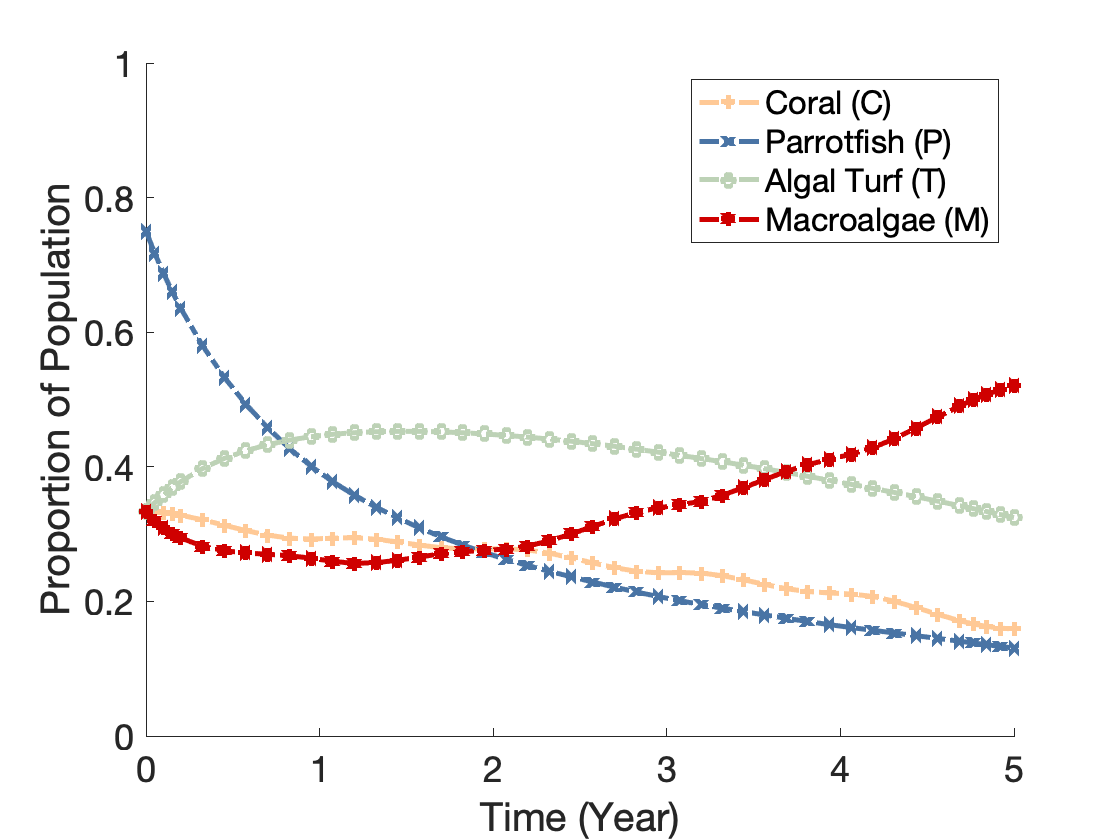 Proportion of Population
1
0.8
0.6
0.4
0.2
0
0 1 2 3 4 5
Time (Year)
Coral (C)
Parrotfish (P)
Algal Turf (T)
Macroalgae (M)